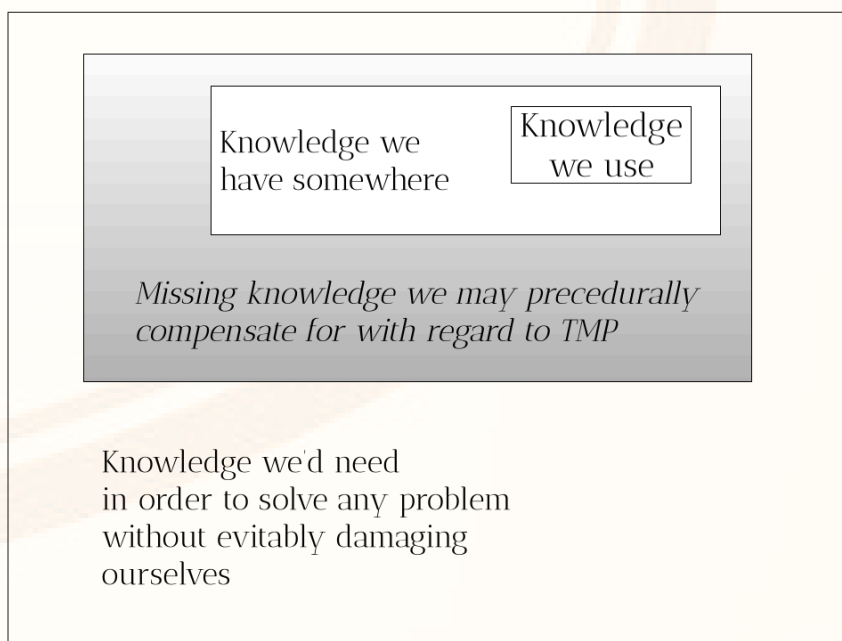 Knowledge we
have somewhere
Knowledge
we use
Missing knowledge we may precedurally
compensate for with regard to TMP
Knowledge we'd need
in order to solve any problem
without evitably damaging
ourselves